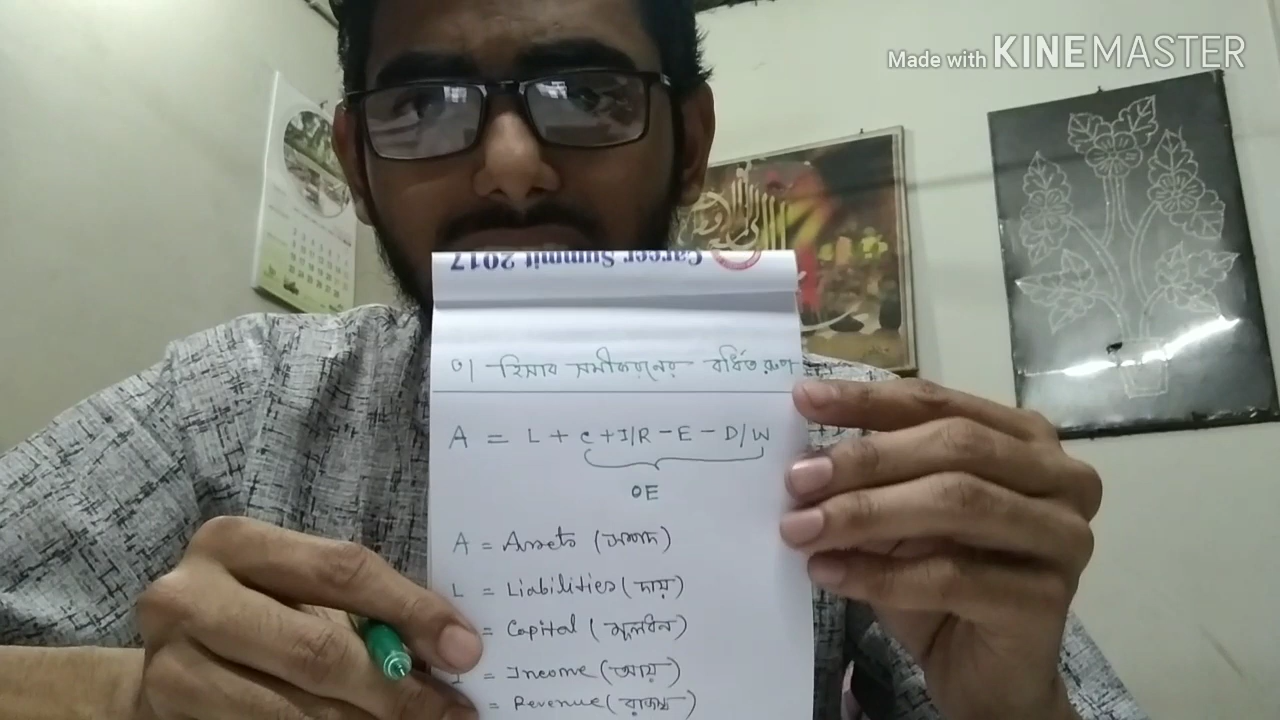 Made with KINEMASTER
Career Summit 2017
৩। হিসাব সমীকরণের বর্ধিত রূপ
A = L + C + I/R - E - D/W
OE
A = Assets (সম্পদ)
L = Liabilities (দায়)
= Capital (মূলধন)
I = Income (আয়)
= Revenue (রাজস্ব)